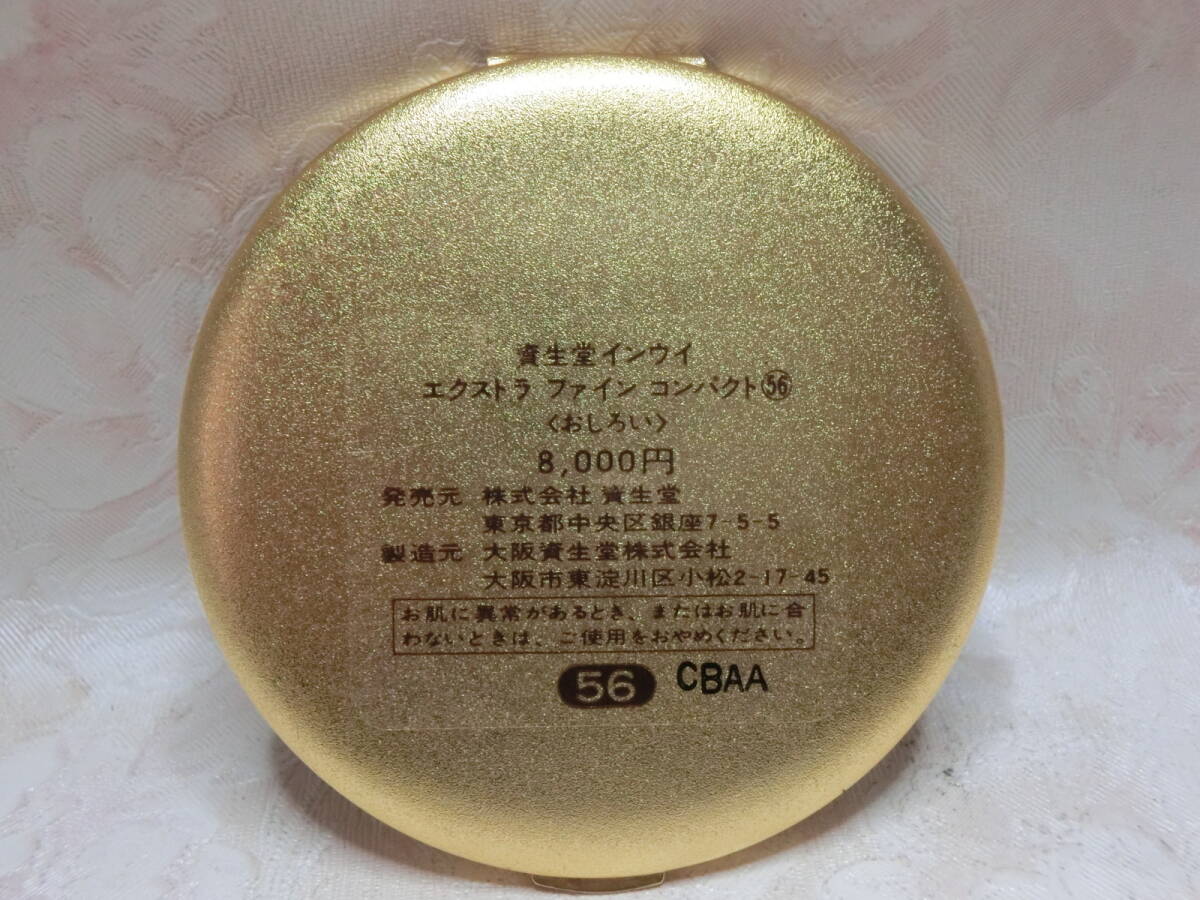 資生堂インウイ
エクストラ ファイン コンパクト㊺
〈おしろい〉
8,000円
発売元 株式会社 資生堂
東京都中央区銀座7-5-5
製造元 大阪資生堂株式会社
大阪市東淀川区小松2-17-45
お肌に異常があるとき、またはお肌に合
わないときは、ご使用をおやめください。
56 CBAA